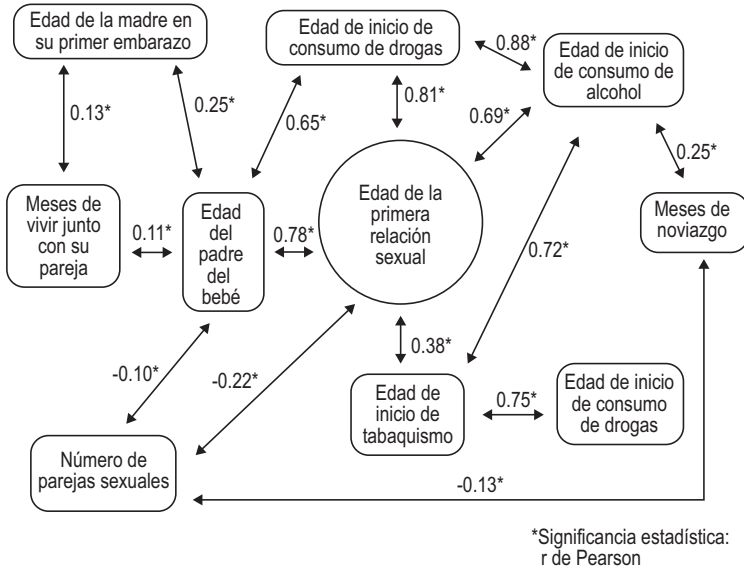 Edad de la madre en
su primer embarazo
Edad de inicio de
consumo de drogas
0.88*
Edad de inicio
de consumo de
alcohol
0.13*
0.25*
0.65*
0.81*
0.69*
0.25*
Meses de
vivir junto
con su
pareja
0.11*
Edad
del
padre
del
bebé
0.78*
Edad de la
primera
relación
sexual
0.72*
Meses de
noviazgo
-0.10*
-0.22*
0.38*
Edad de
inicio de
tabaquismo
0.75*
Edad de inicio
de consumo
de drogas
Número de
parejas sexuales
-0.13*
*Significancia estadística:
r de Pearson